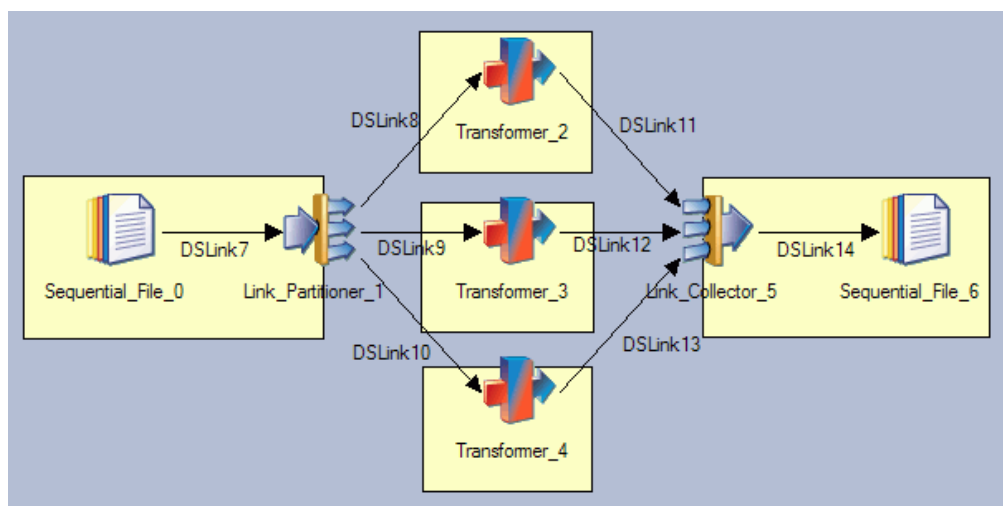 DSLink8
Transformer_2
DSLink11
DSLink7
DSLink9
DSLink12
DSLink14
Sequential_File_0
Link_Partitioner_1
Transformer_3
Link_Collector_5
Sequential_File_6
DSLink10
DSLink13
Transformer_4